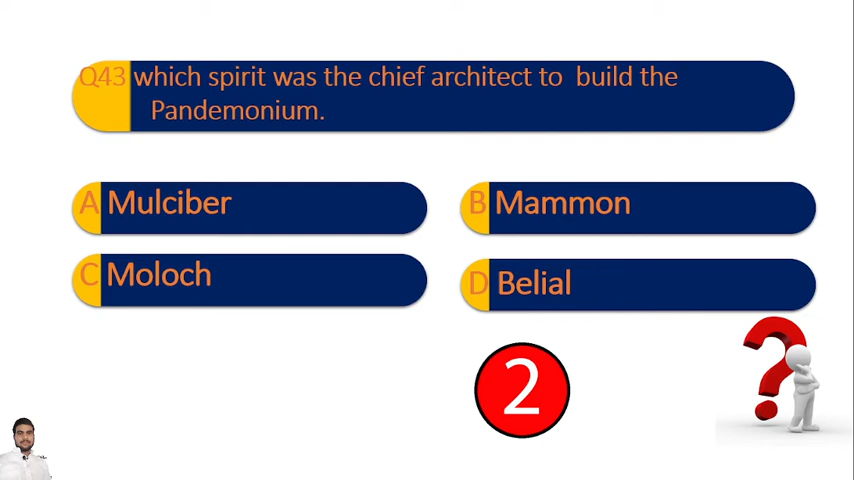 Q43 which spirit was the chief architect to build the
Pandemonium.
A Mulciber
B Mammon
C Moloch
D Belial
2